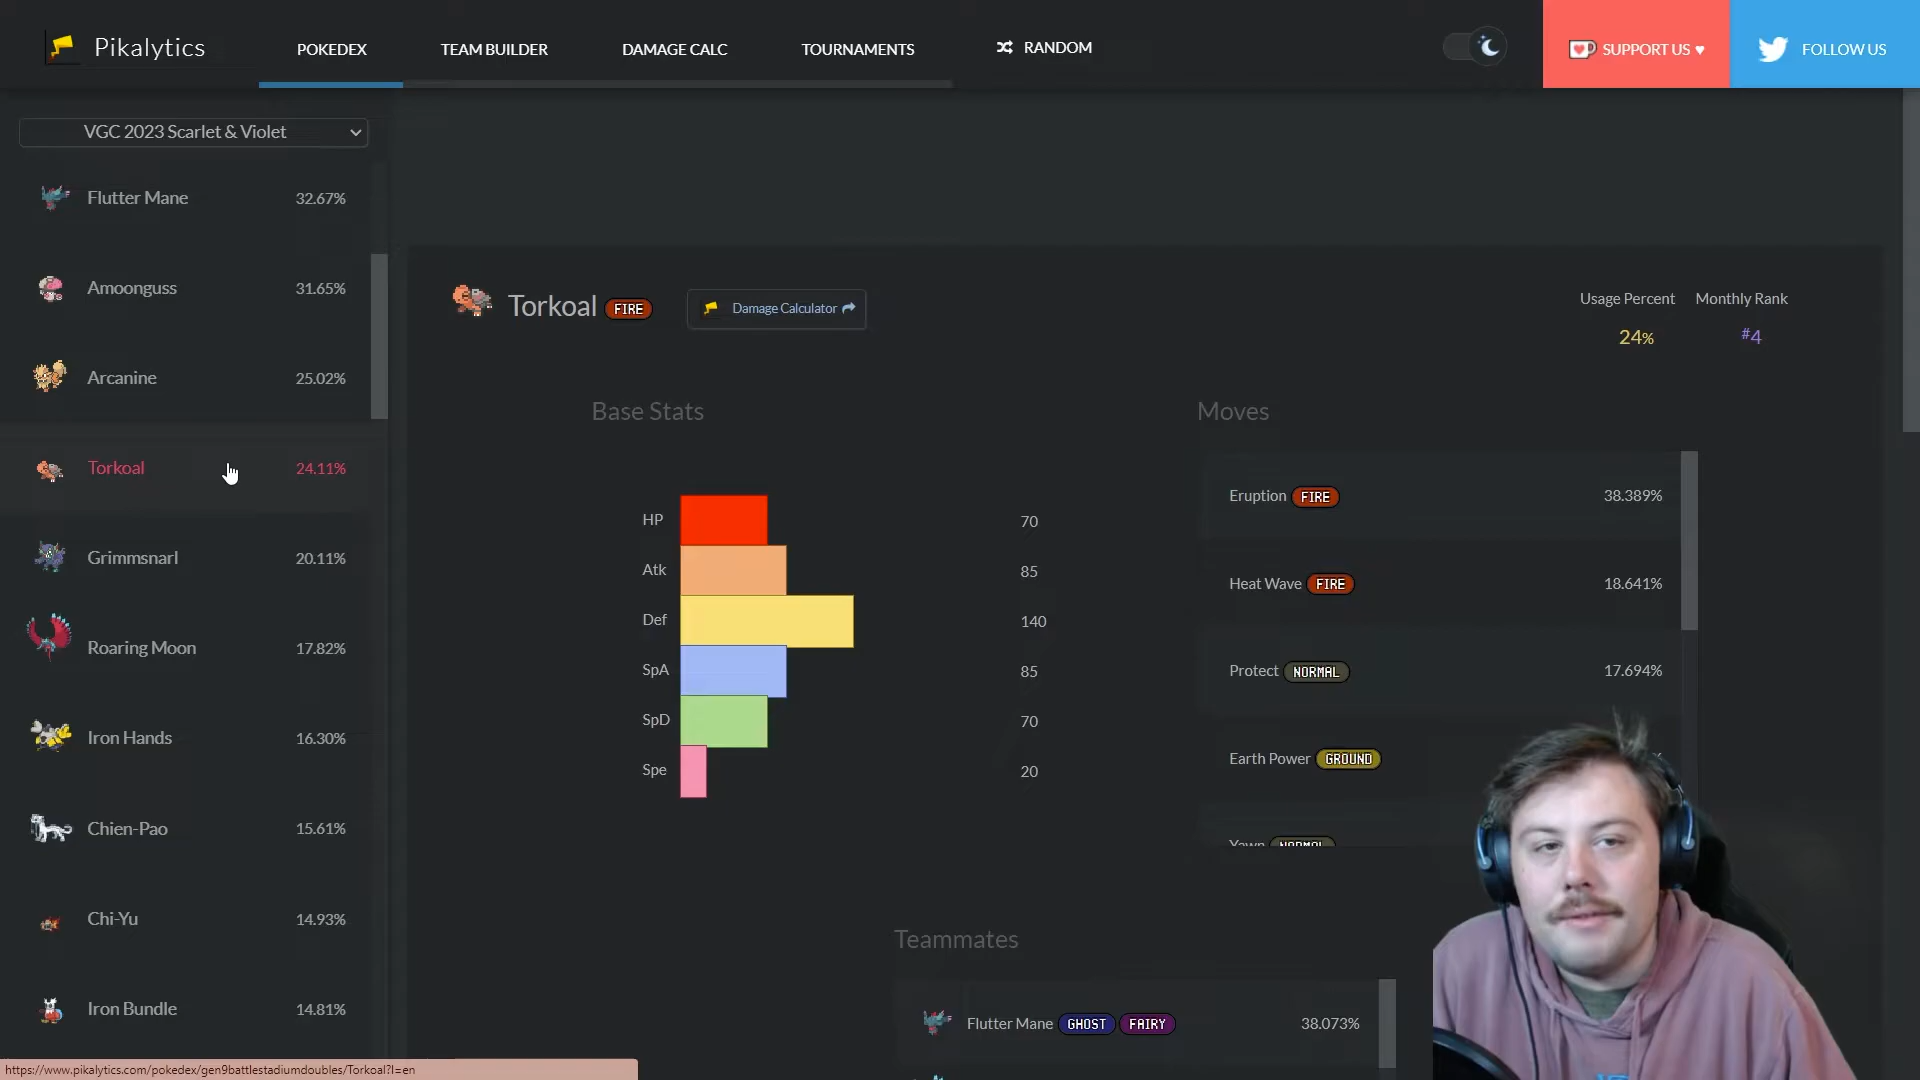 Pikalytics
POKEDEX
TEAM BUILDER
DAMAGE CALC
TOURNAMENTS
RANDOM
SUPPORT US ♥
FOLLOW US
VGC 2023 Scarlet & Violet
Flutter Mane 32.67%
Amoonguss 31.65%
Arcanine 25.02%
Torkoal 24.11%
Grimmsnarl 20.11%
Roaring Moon 17.82%
Iron Hands 16.30%
Chien-Pao 15.61%
Chi-Yu 14.93%
Iron Bundle 14.81%
https://www.pikalytics.com/pokedex/gen9battlestadiumdoubles/Torkoal?l=en
Torkoal FIRE
Damage Calculator
Usage Percent Monthly Rank
24% #4
Base Stats
HP 70
Atk 85
Def 140
SpA 85
SpD 70
Spe 20
Moves
Eruption FIRE 38.389%
Heat Wave FIRE 18.641%
Protect NORMAL 17.694%
Earth Power GROUND
Yawn NORMAL
Teammates
Flutter Mane GHOST FAIRY 38.073%